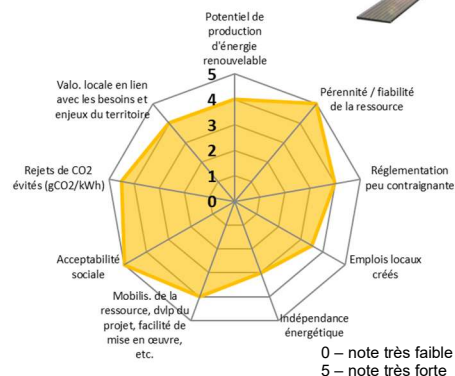 Potentiel de
production
d'énergie
renouvelable
Pérennité / fiabilité
de la ressource
Réglementation
peu contraignante
Emplois locaux
créés
Indépendance
énergétique
Mobilis. de la
ressource, dvlp du
projet, facilité de
mise en œuvre,
etc.
Acceptabilité
sociale
Rejets de CO2
évités (gCO2/kWh)
Valo. locale en lien
avec les besoins et
enjeux du territoire
5
4
3
2
1
0
0 – note très faible
5 – note très forte